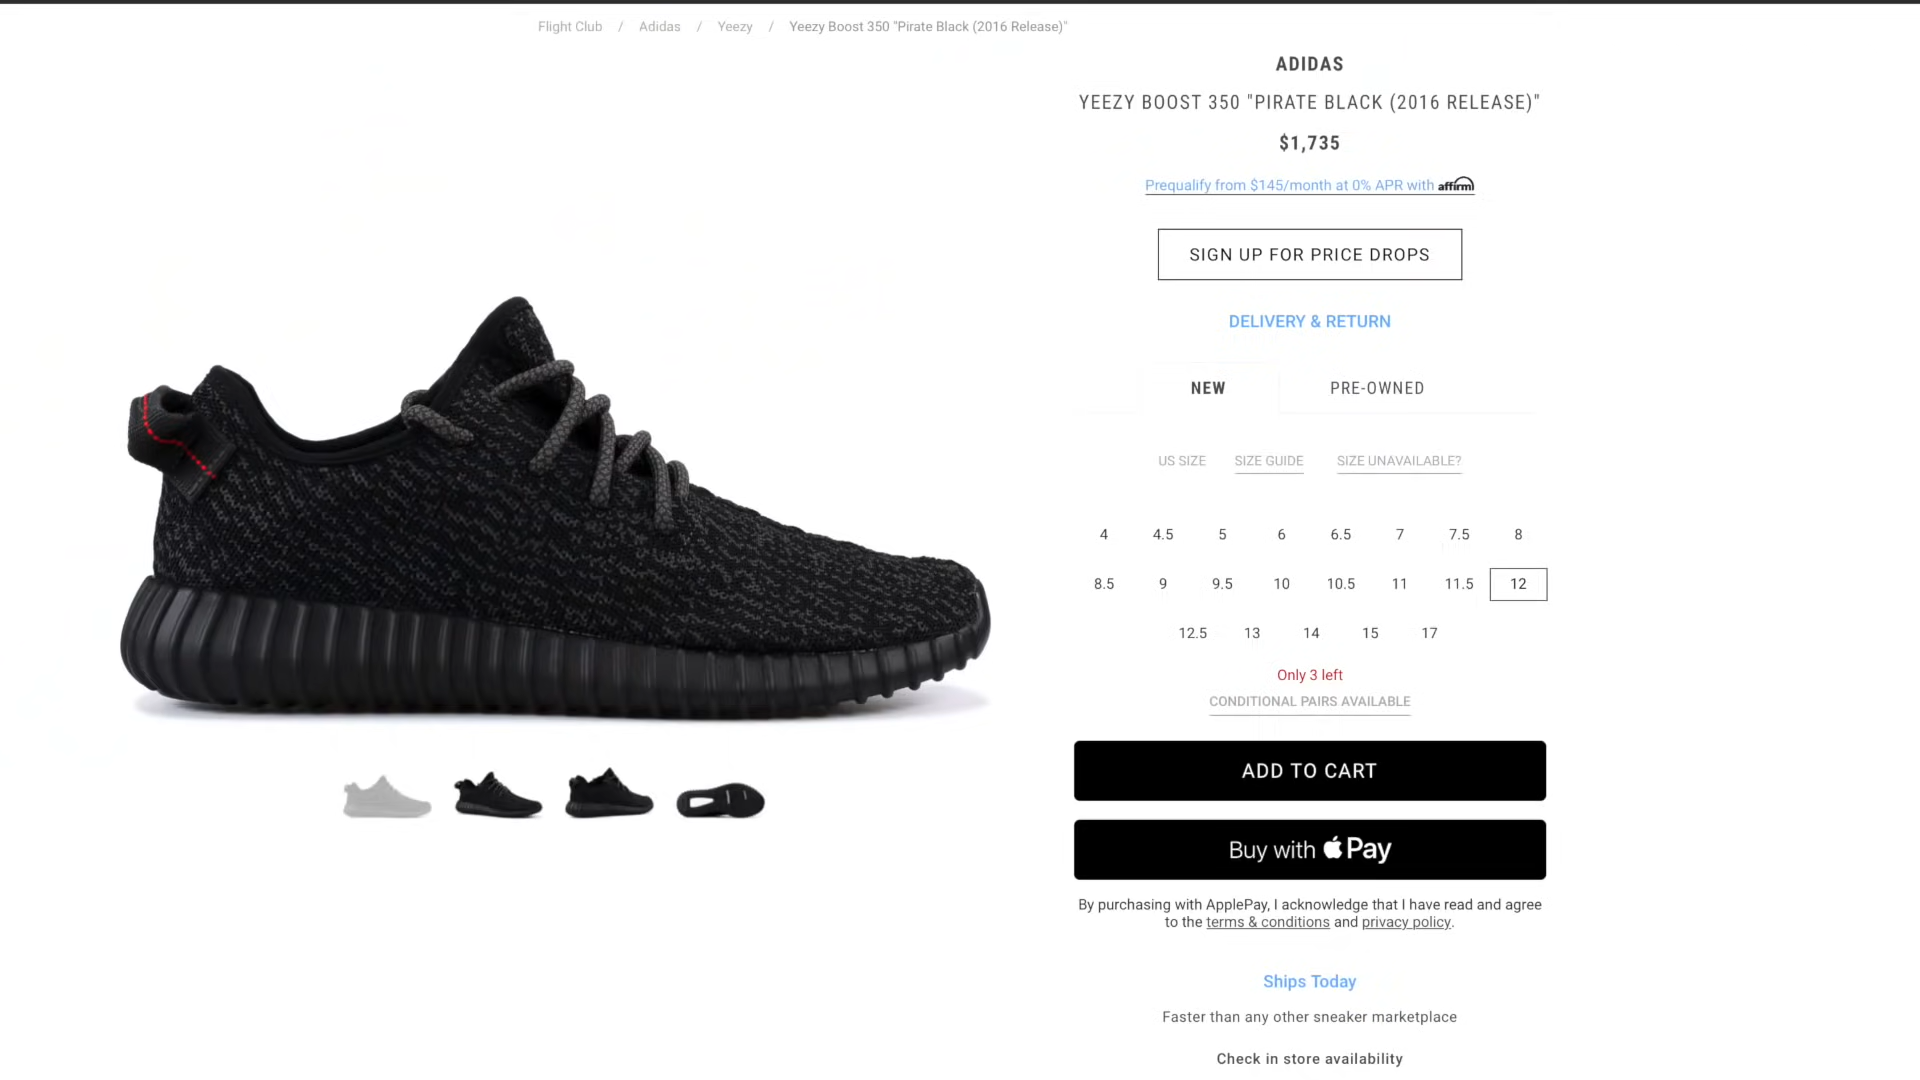 Flight Club / Adidas / Yeezy / Yeezy Boost 350 "Pirate Black (2016 Release)"
ADIDAS
YEEZY BOOST 350 "PIRATE BLACK (2016 RELEASE)"
$1,735
Prequalify from $145/month at 0% APR with affirm
SIGN UP FOR PRICE DROPS
DELIVERY & RETURN
NEW PRE-OWNED
US SIZE SIZE GUIDE SIZE UNAVAILABLE?
4 4.5 5 6 6.5 7 7.5 8
8.5 9 9.5 10 10.5 11 11.5 12
12.5 13 14 15 17
Only 3 left
CONDITIONAL PAIRS AVAILABLE
ADD TO CART
Buy with Pay
By purchasing with ApplePay, I acknowledge that I have read and agree
to the terms & conditions and privacy policy.
Ships Today
Faster than any other sneaker marketplace
Check in store availability